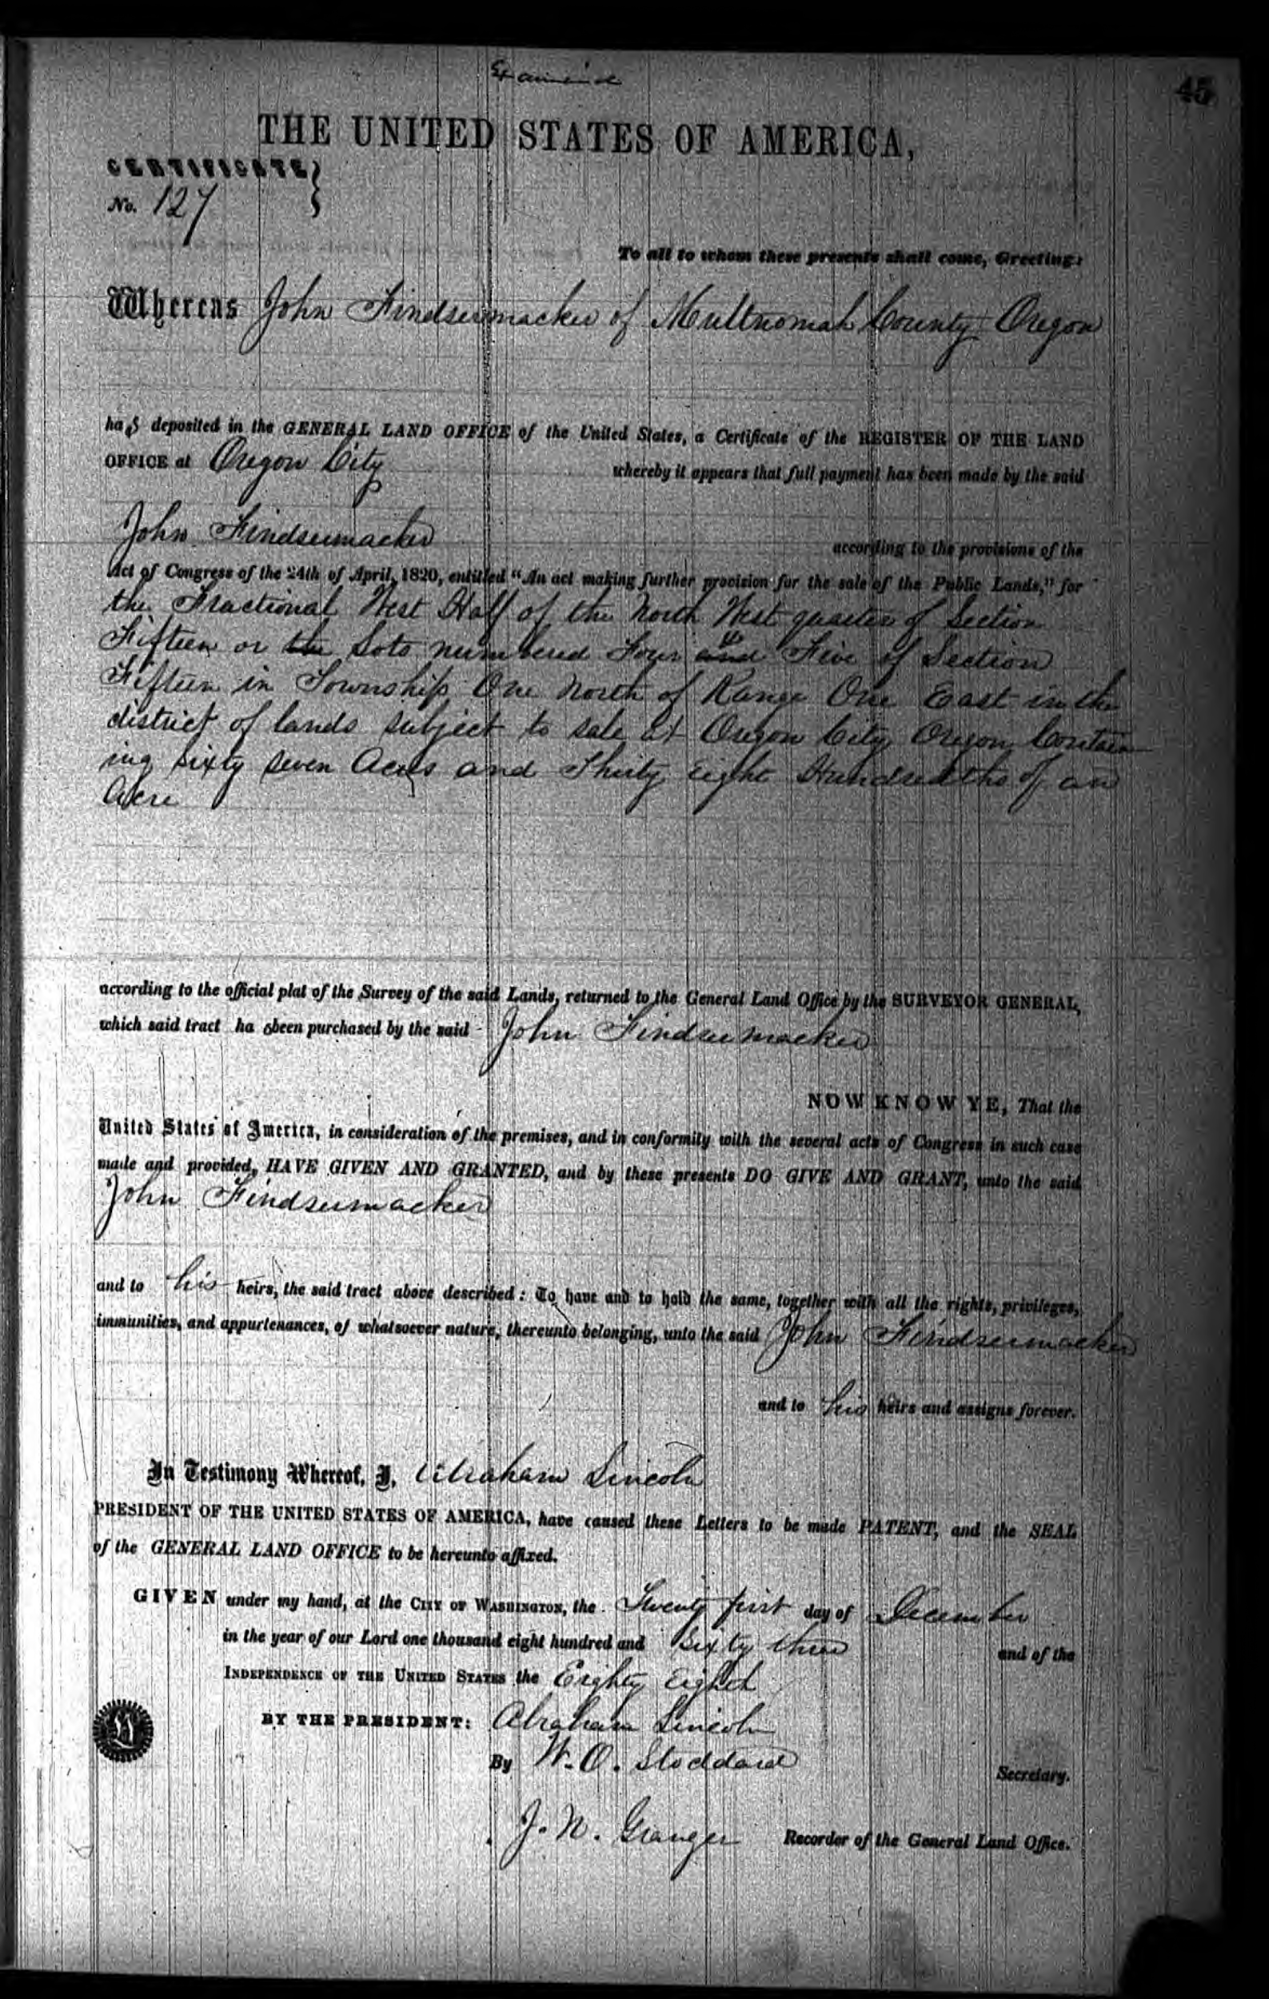 Examined
45
THE UNITED STATES OF AMERICA,
CERTIFICATE
No. 127
To all to whom these presents shall come, Greeting:
Whereas John Findseumacker of Multnomah County Oregon
ha s deposited in the GENERAL LAND OFFICE of the United States, a Certificate of the REGISTER OF THE LAND
OFFICE at Oregon City whereby it appears that full payment has been made by the said
John Findseumacker according to the provisions of the
Act of Congress of the 24th of April, 1820, entitled "An act making further provision for the sale of the Public Lands," for
the Fractional West Half of the North West quarter of Section
Fifteen or the Lots numbered Four & Five of Section
Fifteen in Township One North of Range One East in the
district of lands subject to sale at Oregon City Oregon Contain
ing Sixty Seven Acres and Thirty eight Hundredths of an
Acre
according to the official plat of the Survey of the said Lands, returned to the General Land Office by the SURVEYOR GENERAL,
which said tract ha s been purchased by the said John Findseumacker
NOW KNOW YE, That the
United States of America, in consideration of the premises, and in conformity with the several acts of Congress in such case
made and provided, HAVE GIVEN AND GRANTED, and by these presents DO GIVE AND GRANT, unto the said
John Findseumacker
and to his heirs, the said tract above described: To have and to hold the same, together with all the rights, privileges,
immunities, and appurtenances, of whatsoever nature, thereunto belonging, unto the said John Findseumacker
and to his heirs and assigns forever.
In Testimony Whereof, I, Abraham Lincoln
PRESIDENT OF THE UNITED STATES OF AMERICA, have caused these Letters to be made PATENT, and the SEAL
of the GENERAL LAND OFFICE to be hereunto affixed.
GIVEN under my hand, at the CITY OF WASHINGTON, the Twenty first day of December
in the year of our Lord one thousand eight hundred and Sixty three and of the
INDEPENDENCE OF THE UNITED STATES the Eighty Eighth
BY THE PRESIDENT: Abraham Lincoln
By W. O. Stoddard Secretary.
J. N. Granger Recorder of the General Land Office.